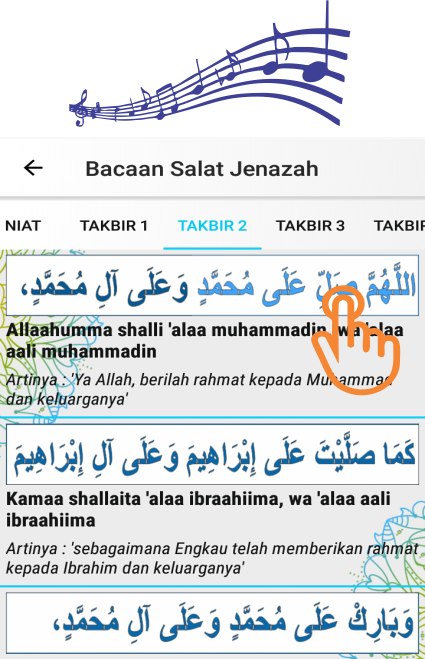 Bacaan Salat Jenazah
NIAT TAKBIR 1 TAKBIR 2 TAKBIR 3 TAKBIR
اللَّهُمَّ صَلِّ عَلَى مُحَمَّدٍ وَعَلَى آلِ مُحَمَّدٍ،
Allaahumma shalli 'alaa muhammadin, wa 'alaa
aali muhammadin
Artinya : 'Ya Allah, berilah rahmat kepada Muhammad
dan keluarganya'
كَمَا صَلَّيْتَ عَلَى إِبْرَاهِيمَ وَعَلَى آلِ إِبْرَاهِيمَ
Kamaa shallaita 'alaa ibraahiima, wa 'alaa aali
ibraahiima
Artinya : 'sebagaimana Engkau telah memberikan rahmat
kepada Ibrahim dan keluarganya'
وَبَارِكْ عَلَى مُحَمَّدٍ وَعَلَى آلِ مُحَمَّدٍ،